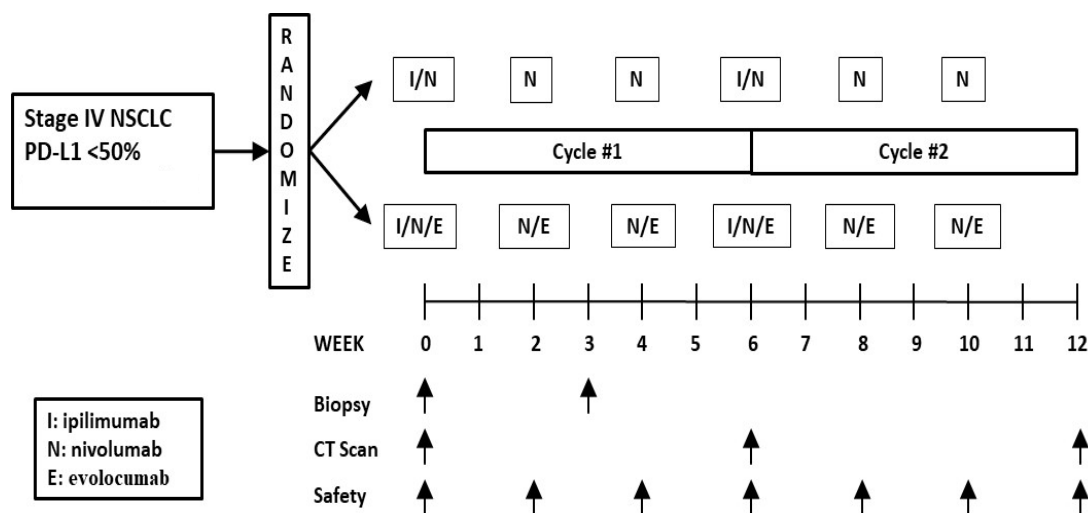 Stage IV NSCLC
PD-L1 <50%
R
A
N
D
O
M
I
Z
E
I/N N N I/N N N
Cycle #1 Cycle #2
I/N/E N/E N/E I/N/E N/E N/E
WEEK 0 1 2 3 4 5 6 7 8 9 10 11 12
Biopsy
CT Scan
Safety
I: ipilimumab
N: nivolumab
E: evolocumab